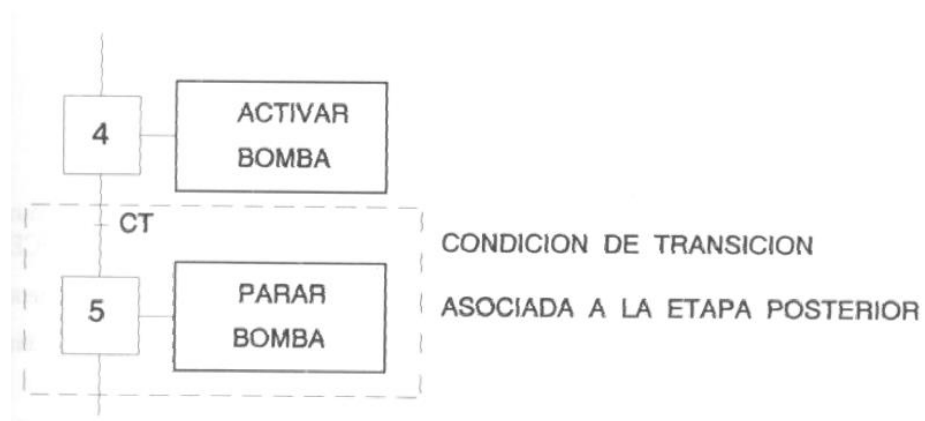 4
ACTIVAR
BOMBA
CT
CONDICION DE TRANSICION
5
PARAR
BOMBA
ASOCIADA A LA ETAPA POSTERIOR